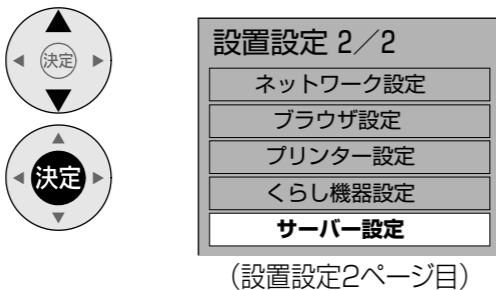 決定
決定
設置設定 2／2
ネットワーク設定
ブラウザ設定
プリンター設定
くらし機器設定
サーバー設定
（設置設定2ページ目）